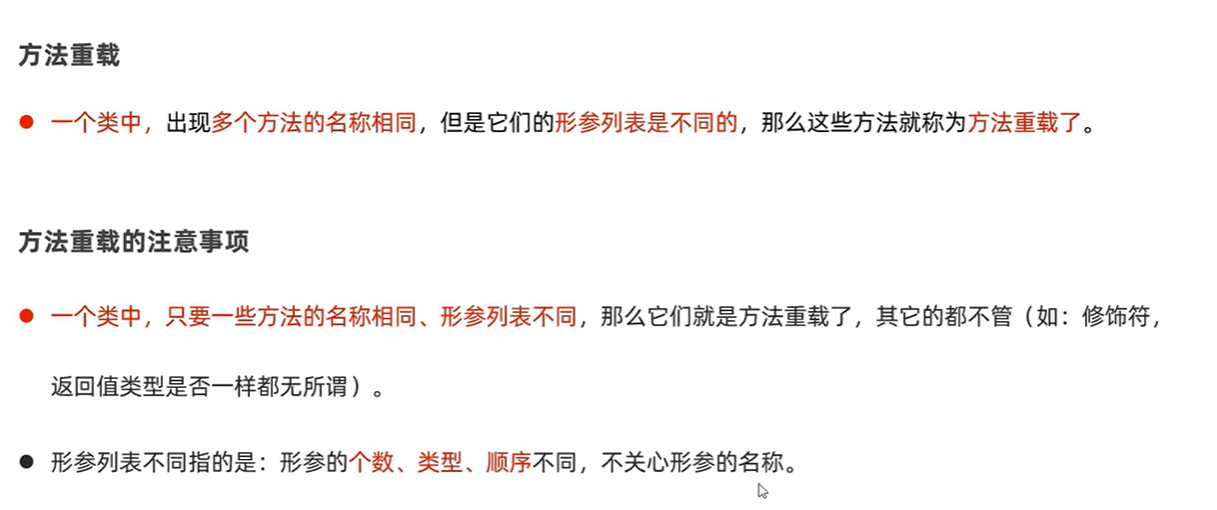 方法重载
一个类中，出现多个方法的名称相同，但是它们的形参列表是不同的，那么这些方法就称为方法重载了。
方法重载的注意事项
一个类中，只要一些方法的名称相同、形参列表不同，那么它们就是方法重载了，其它的都不管（如：修饰符，
返回值类型是否一样都无所谓）。
形参列表不同指的是：形参的个数、类型、顺序不同，不关心形参的名称。